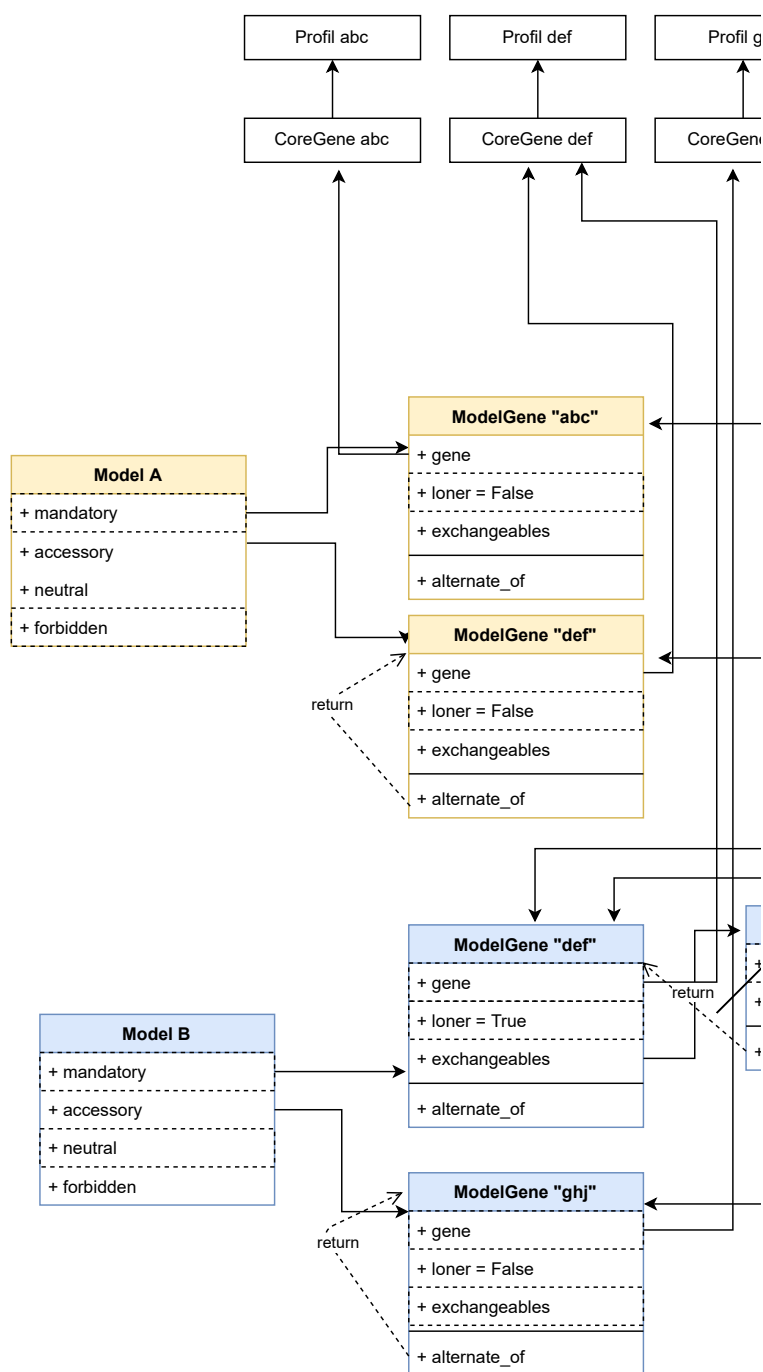 Profil abc
Profil def
Profil g
CoreGene abc
CoreGene def
CoreGene
ModelGene "abc"
+ gene
+ loner = False
+ exchangeables
+ alternate_of
Model A
+ mandatory
+ accessory
+ neutral
+ forbidden
ModelGene "def"
+ gene
+ loner = False
+ exchangeables
+ alternate_of
return
ModelGene "def"
+ gene
+ loner = True
+ exchangeables
+ alternate_of
return
+
+
+
Model B
+ mandatory
+ accessory
+ neutral
+ forbidden
ModelGene "ghj"
+ gene
+ loner = False
+ exchangeables
+ alternate_of
return